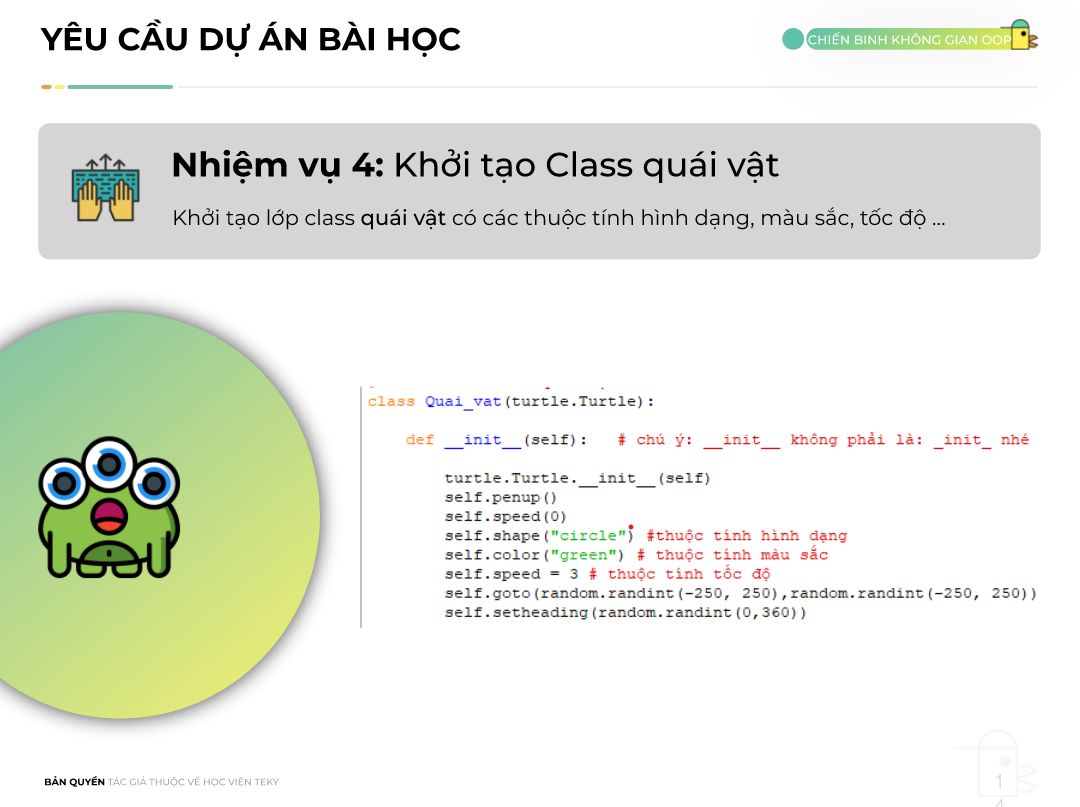 YÊU CẦU DỰ ÁN BÀI HỌC
CHIẾN BINH KHÔNG GIAN OOP
Nhiệm vụ 4: Khởi tạo Class quái vật
Khởi tạo lớp class quái vật có các thuộc tính hình dạng, màu sắc, tốc độ ...
class Quai_vat(turtle.Turtle):
def __init__(self): # chú ý: __init__ không phải là: _init_ nhé
turtle.Turtle.__init__(self)
self.penup()
self.speed(0)
self.shape("circle") #thuộc tính hình dạng
self.color("green") # thuộc tính màu sắc
self.speed = 3 # thuộc tính tốc độ
self.goto(random.randint(-250, 250),random.randint(-250, 250))
self.setheading(random.randint(0,360))
BẢN QUYỀN TÁC GIẢ THUỘC VỀ HỌC VIỆN TEKY
1
4